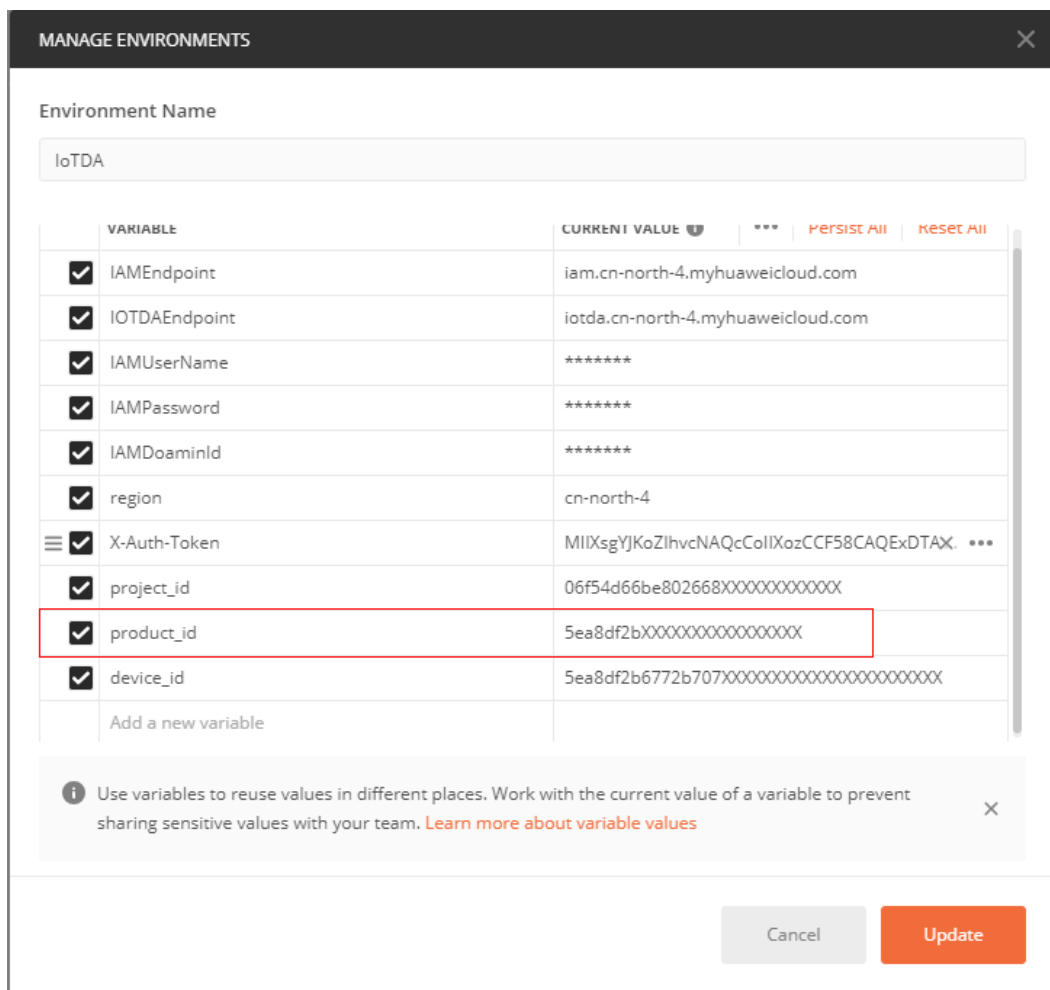 MANAGE ENVIRONMENTS
Environment Name
IoTDA
VARIABLE CURRENT VALUE Persist All Reset All
IAMEndpoint iam.cn-north-4.myhuaweicloud.com
IOTDAEndpoint iotda.cn-north-4.myhuaweicloud.com
IAMUserName *******
IAMPassword *******
IAMDoaminId *******
region cn-north-4
X-Auth-Token MIIXsgYJKoZIhvcNAQcCoIIXozCCF58CAQExDTA
project_id 06f54d66be802668XXXXXXXXXXXX
product_id 5ea8df2bXXXXXXXXXXXXXXXX
device_id 5ea8df2b6772b707XXXXXXXXXXXXXXXXXXXXXX
Add a new variable
Use variables to reuse values in different places. Work with the current value of a variable to prevent
sharing sensitive values with your team. Learn more about variable values
Cancel Update